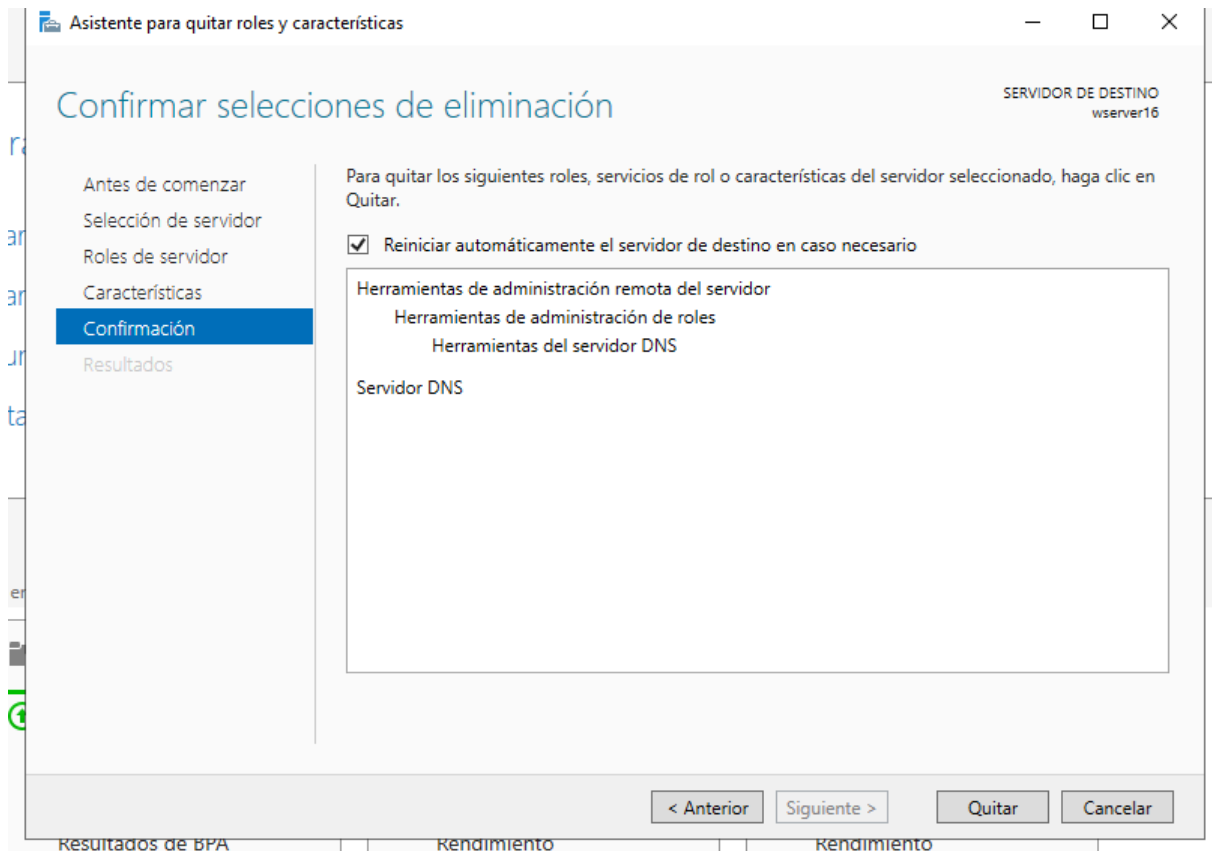 Asistente para quitar roles y características
Confirmar selecciones de eliminación
SERVIDOR DE DESTINO
wserver16
Antes de comenzar
Selección de servidor
Roles de servidor
Características
Confirmación
Resultados
Para quitar los siguientes roles, servicios de rol o características del servidor seleccionado, haga clic en
Quitar.
Reiniciar automáticamente el servidor de destino en caso necesario
Herramientas de administración remota del servidor
Herramientas de administración de roles
Herramientas del servidor DNS
Servidor DNS
< Anterior
Siguiente >
Quitar
Cancelar
Resultados de BPA
Rendimiento
Rendimiento